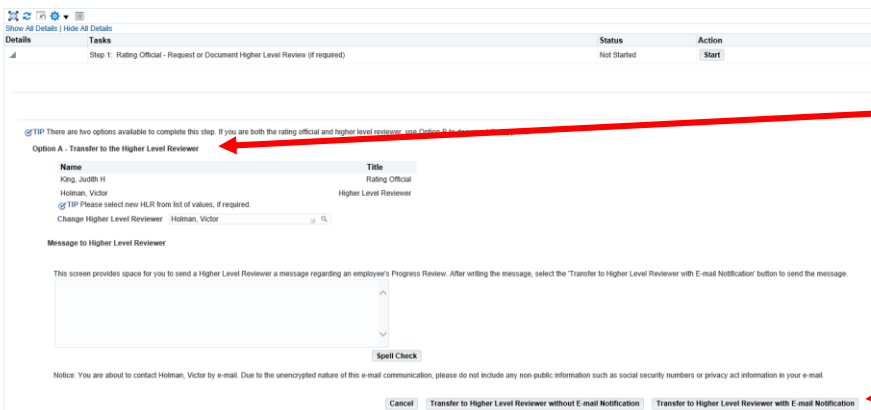 Show All Details | Hide All Details
Details Tasks Status Action
Step 1: Rating Official - Request or Document Higher Level Review (if required) Not Started Start
TIP There are two options available to complete this step. If you are both the rating official and higher level reviewer, use Option B to
Option A - Transfer to the Higher Level Reviewer
Name Title
King, Judith H Rating Official
Holman, Victor Higher Level Reviewer
TIP Please select new HLR from list of values, if required.
Change Higher Level Reviewer Holman, Victor
Message to Higher Level Reviewer
This screen provides space for you to send a Higher Level Reviewer a message regarding an employee's Progress Review. After writing the message, select the 'Transfer to Higher Level Reviewer with E-mail Notification' button to send the message.
Spell Check
Notice: You are about to contact Holman, Victor by e-mail. Due to the unencrypted nature of this e-mail communication, please do not include any non-public information such as social security numbers or privacy act information in your e-mail.
Cancel Transfer to Higher Level Reviewer without E-mail Notification Transfer to Higher Level Reviewer with E-mail Notification